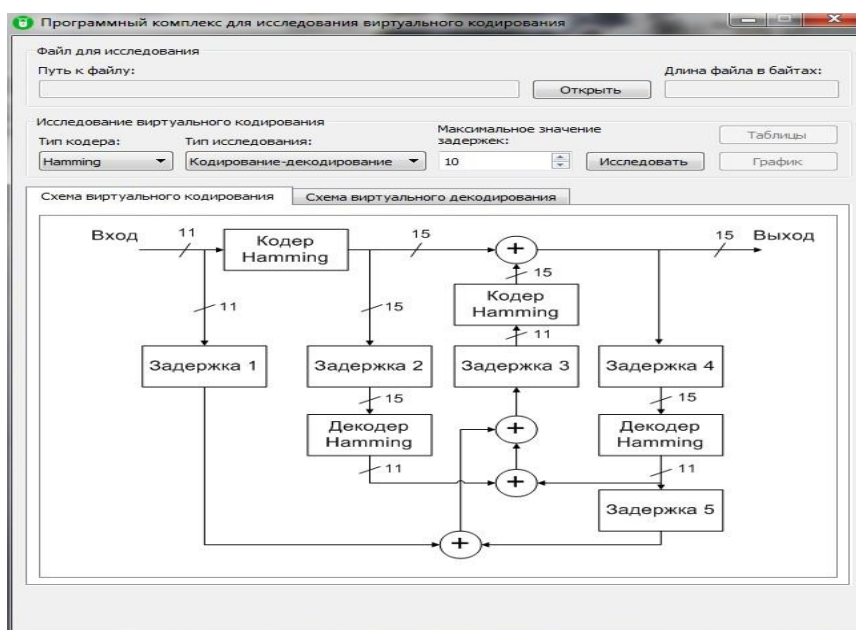 Программный комплекс для исследования виртуального кодирования
Файл для исследования
Путь к файлу:
Длина файла в байтах:
Открыть
Исследование виртуального кодирования
Тип кодера:
Тип исследования:
Максимальное значение
задержек:
Таблицы
Hamming
Кодирование-декодирование
10
Исследовать
График
Схема виртуального кодирования
Схема виртуального декодирования
Вход
11
Кодер
Hamming
15
15
Выход
15
Кодер
Hamming
11
15
11
Задержка 1
Задержка 2
Задержка 3
Задержка 4
15
15
Декодер
Hamming
Декодер
Hamming
11
11
Задержка 5